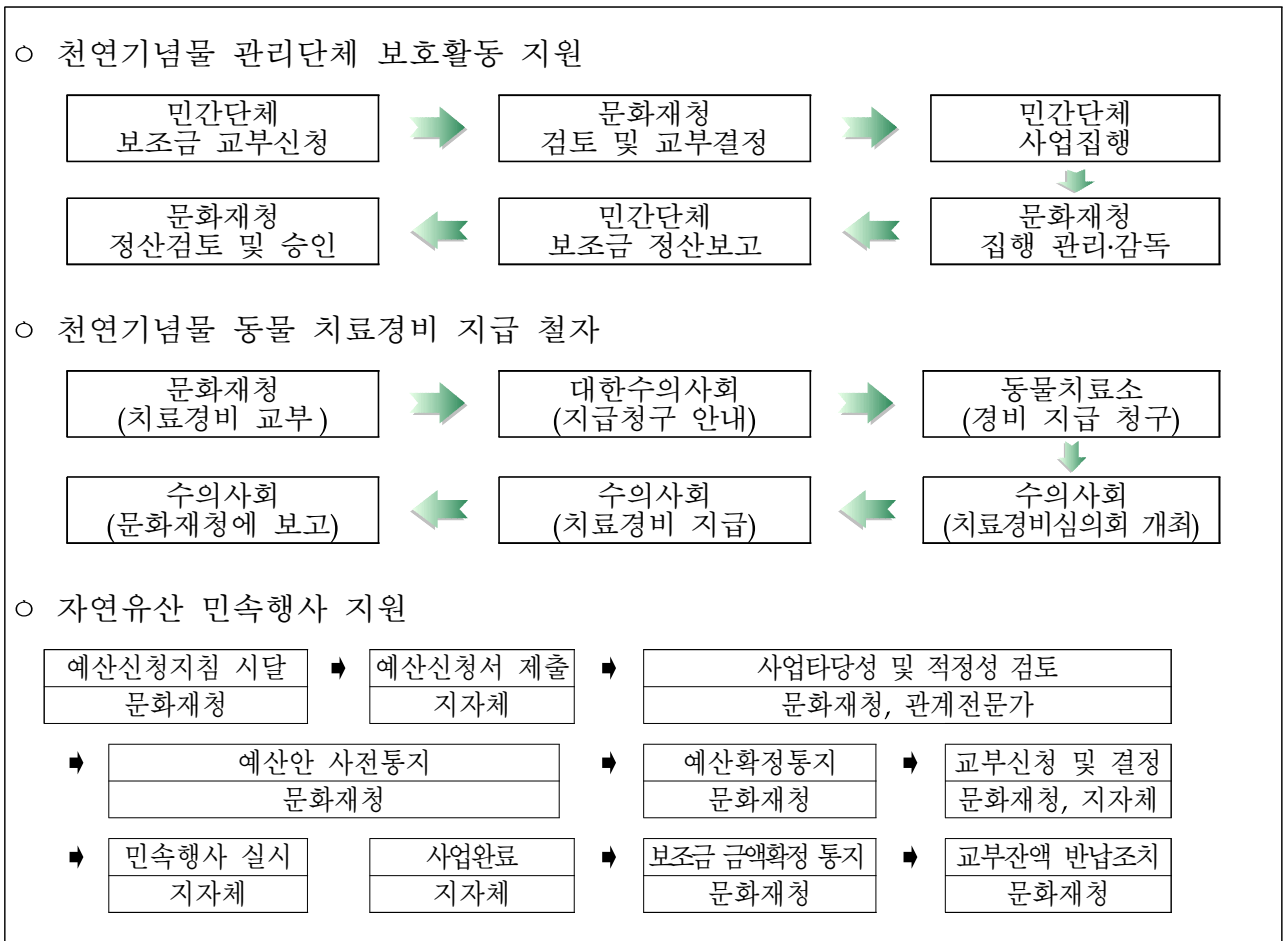 ○ 천연기념물 관리단체 보호활동 지원
민간단체
보조금 교부신청
문화재청
검토 및 교부결정
민간단체
사업집행
문화재청
집행 관리·감독
민간단체
보조금 정산보고
문화재청
정산검토 및 승인
○ 천연기념물 동물 치료경비 지급 철자
문화재청
(치료경비 교부)
대한수의사회
(지급청구 안내)
동물치료소
(경비 지급 청구)
수의사회
(치료경비심의회 개최)
수의사회
(치료경비 지급)
수의사회
(문화재청에 보고)
○ 자연유산 민속행사 지원
예산신청지침 시달
문화재청
예산신청서 제출
지자체
사업타당성 및 적정성 검토
문화재청, 관계전문가
예산안 사전통지
문화재청
예산확정통지
문화재청
교부신청 및 결정
문화재청, 지자체
민속행사 실시
지자체
사업완료
지자체
보조금 금액확정 통지
문화재청
교부잔액 반납조치
문화재청